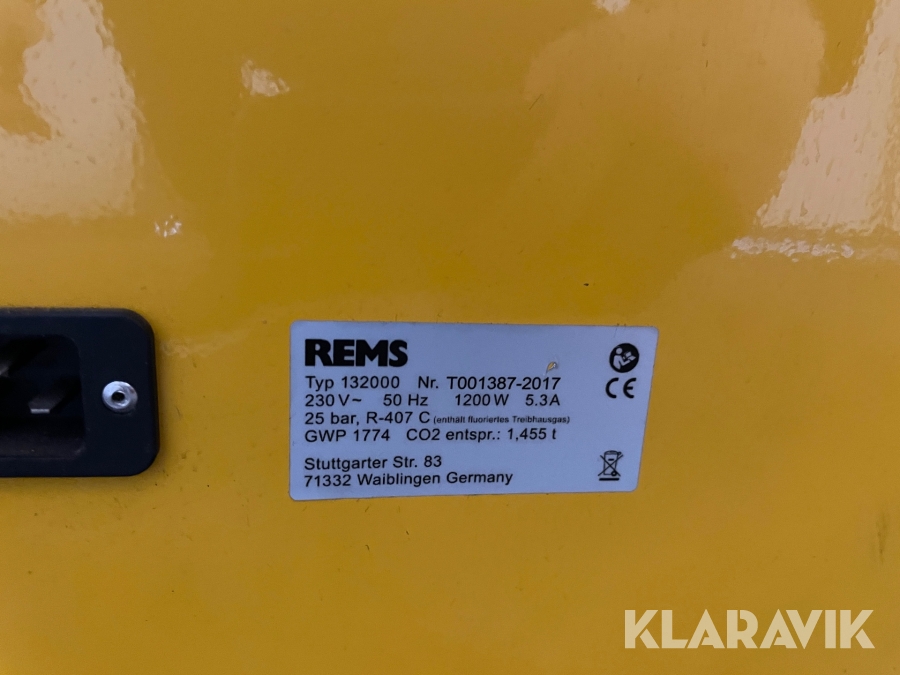 REMS
Typ 132000 Nr. T001387-2017
230 V~ 50 Hz 1200 W 5.3 A
25 bar, R-407 C (enthält fluoriertes Treibhausgas)
GWP 1774 CO2 entspr.: 1,455 t
Stuttgarter Str. 83
71332 Waiblingen Germany
CE
KLARAVIK